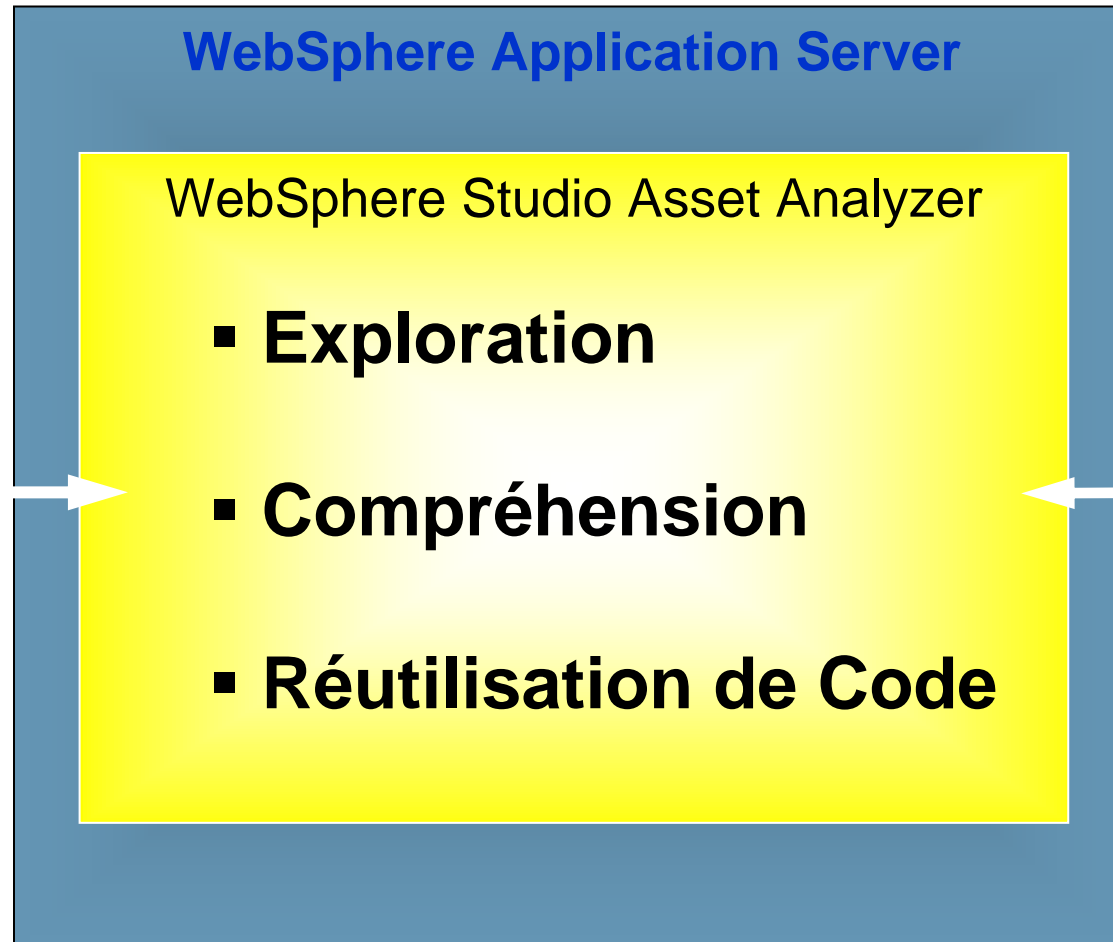 WebSphere Application Server
WebSphere Studio Asset Analyzer
▪ Exploration
▪ Compréhension
▪ Réutilisation de Code